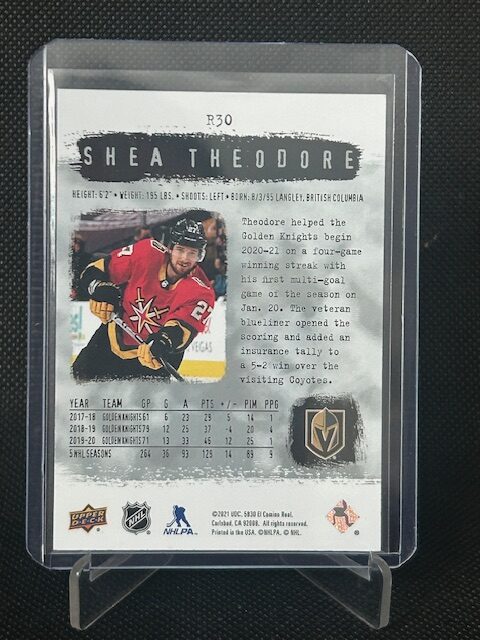 R30
SHEA THEODORE
HEIGHT: 6'2" • WEIGHT: 195 LBS. • SHOOTS: LEFT • BORN: 8/3/95 LANGLEY, BRITISH COLUMBIA
Theodore helped the
Golden Knights begin
2020-21 on a four-game
winning streak with
his first multi-goal
game of the season on
Jan. 20. The veteran
blueliner opened the
scoring and added an
insurance tally to
a 5-2 win over the
visiting Coyotes.
27
VEGAS
YEAR TEAM GP G A PTS +/- PIM PPG
2017-18 GOLDEN KNIGHTS 61 6 23 29 5 14 1
2018-19 GOLDEN KNIGHTS 79 12 25 37 -4 20 4
2019-20 GOLDEN KNIGHTS 71 13 33 46 12 25 1
5 NHL SEASONS 264 36 93 129 14 89 9
UPPER DECK
NHL
NHLPA
©2021 UDC, 5830 El Camino Real,
Carlsbad, CA 92008. All rights reserved.
Printed in the USA. ©NHLPA. © NHL.